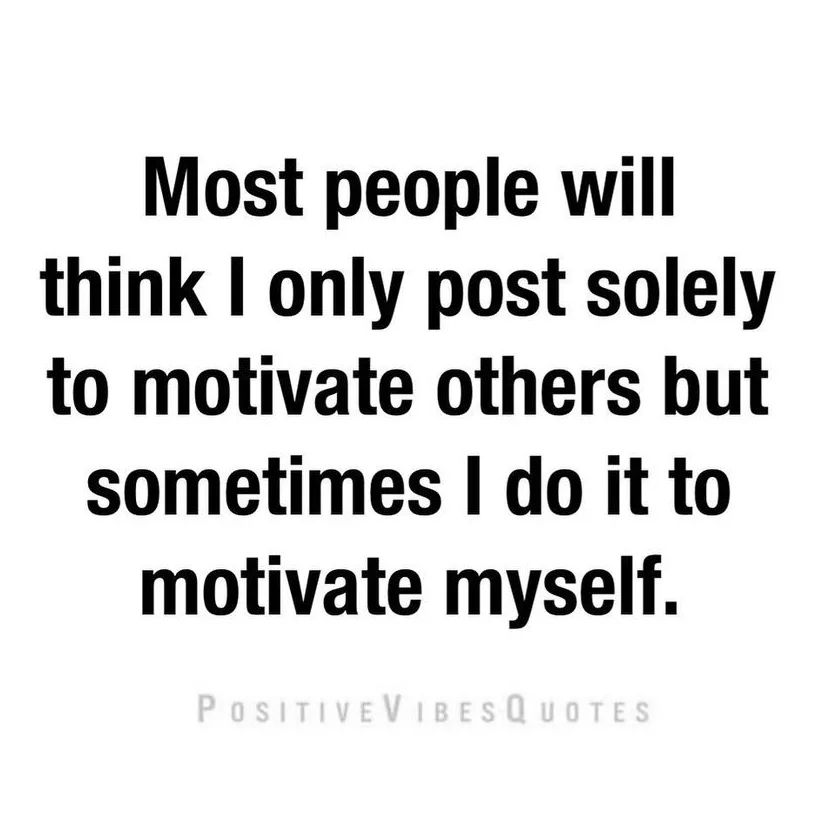 Most people will
think I only post solely
to motivate others but
sometimes I do it to
motivate myself.
PositiveVibesQuotes